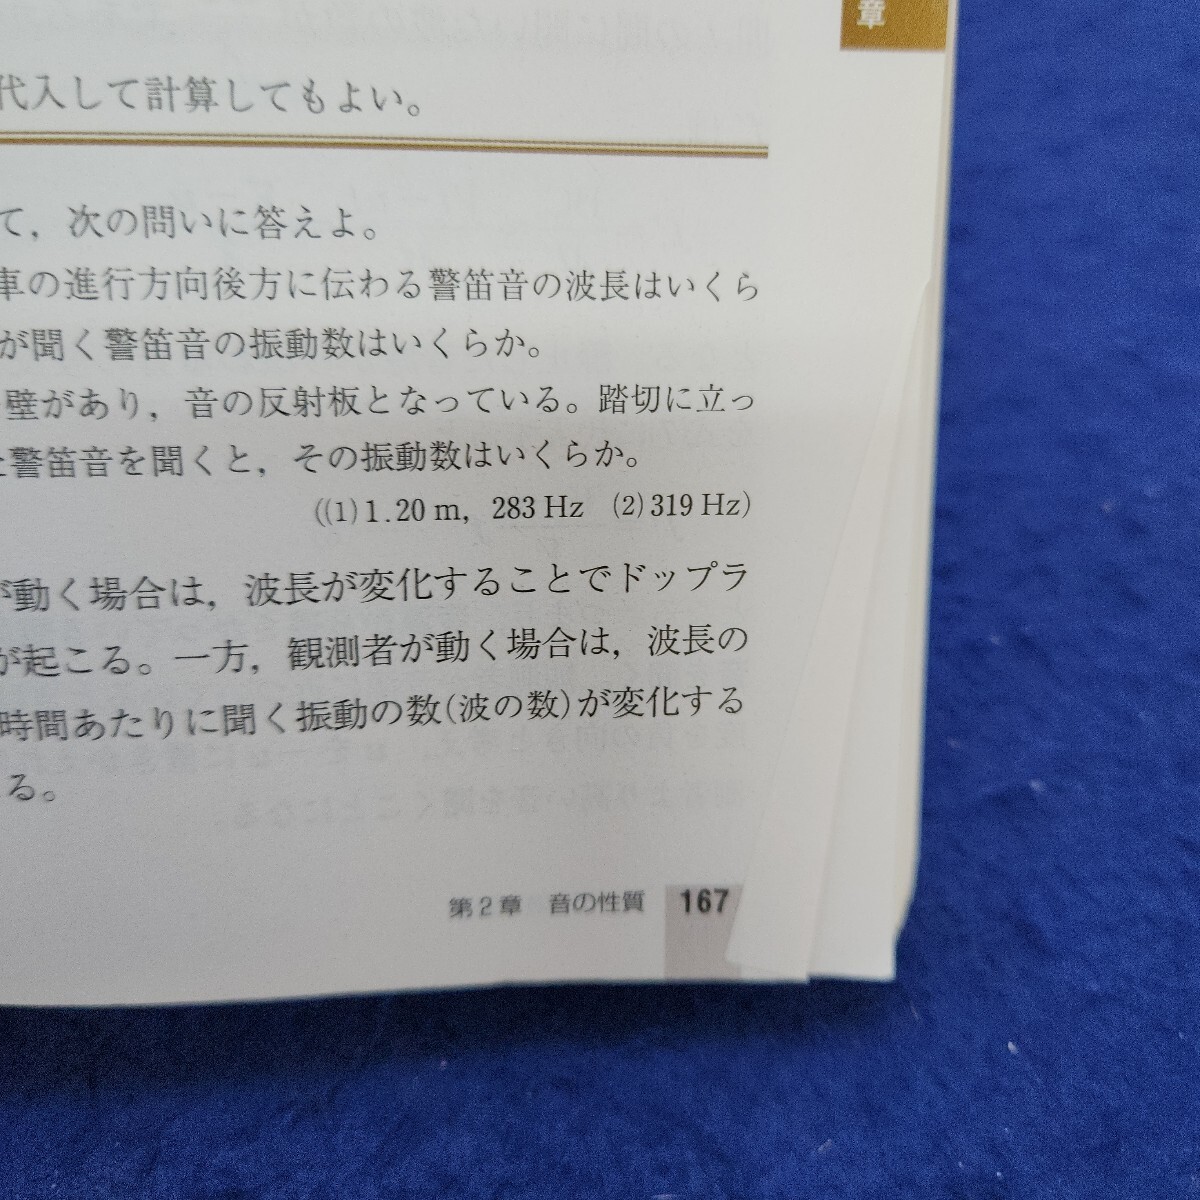 章
代入して計算してもよい。
て，次の問いに答えよ。
車の進行方向後方に伝わる警笛音の波長はいくら
が聞く警笛音の振動数はいくらか。
壁があり，音の反射板となっている。踏切に立っ
警笛音を聞くと，その振動数はいくらか。
((1)1.20 m，283 Hz　(2)319 Hz)
が動く場合は，波長が変化することでドップラ
が起こる。一方，観測者が動く場合は，波長の
時間あたりに聞く振動の数(波の数)が変化する
る。
第2章　音の性質　167